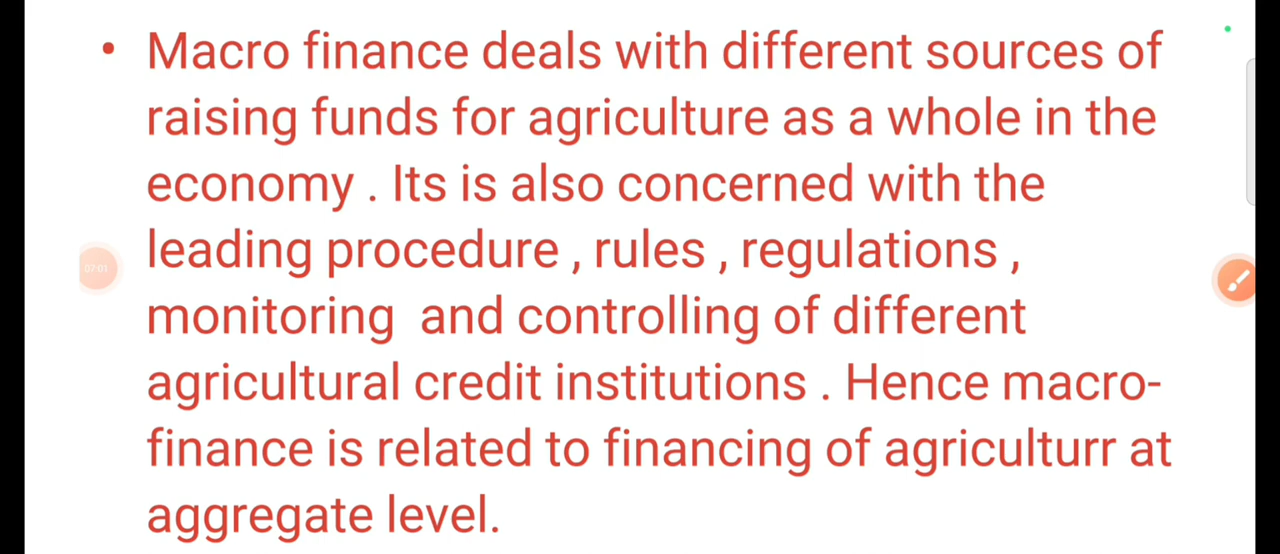 • Macro finance deals with different sources of
raising funds for agriculture as a whole in the
economy . Its is also concerned with the
leading procedure , rules , regulations ,
07:01
monitoring and controlling of different
agricultural credit institutions . Hence macro-
finance is related to financing of agriculturr at
aggregate level.